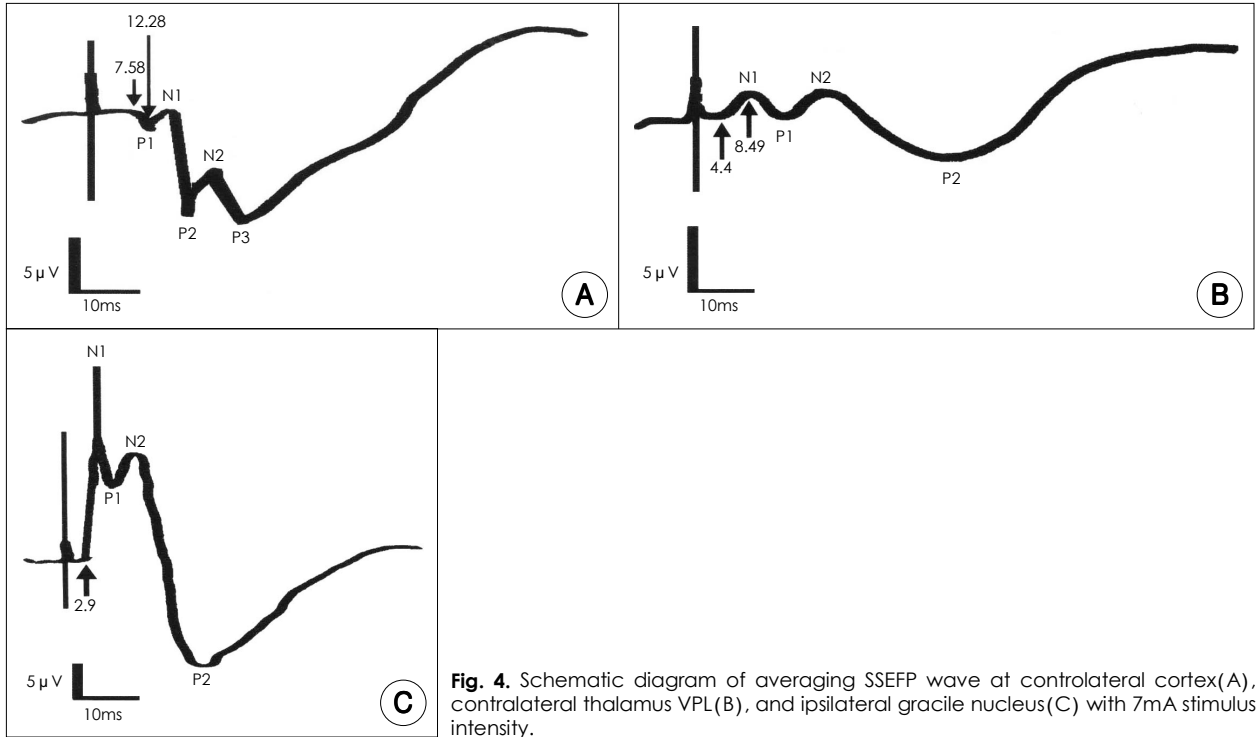 12.28
7.58
N1
P1
N2
P2
P3
5 μ V
10ms
A
N1
N2
8.49
P1
4.4
P2
5 μ V
10ms
B
N1
N2
P1
2.9
P2
5 μ V
10ms
C
Fig. 4. Schematic diagram of averaging SSEFP wave at controlateral cortex(A),
contralateral thalamus VPL(B), and ipsilateral gracile nucleus(C) with 7mA stimulus
intensity.